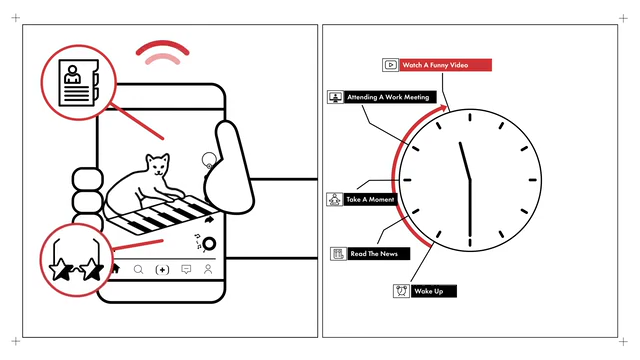 Watch A Funny Video
Attending A Work Meeting
Take A Moment
Read The News
Wake Up